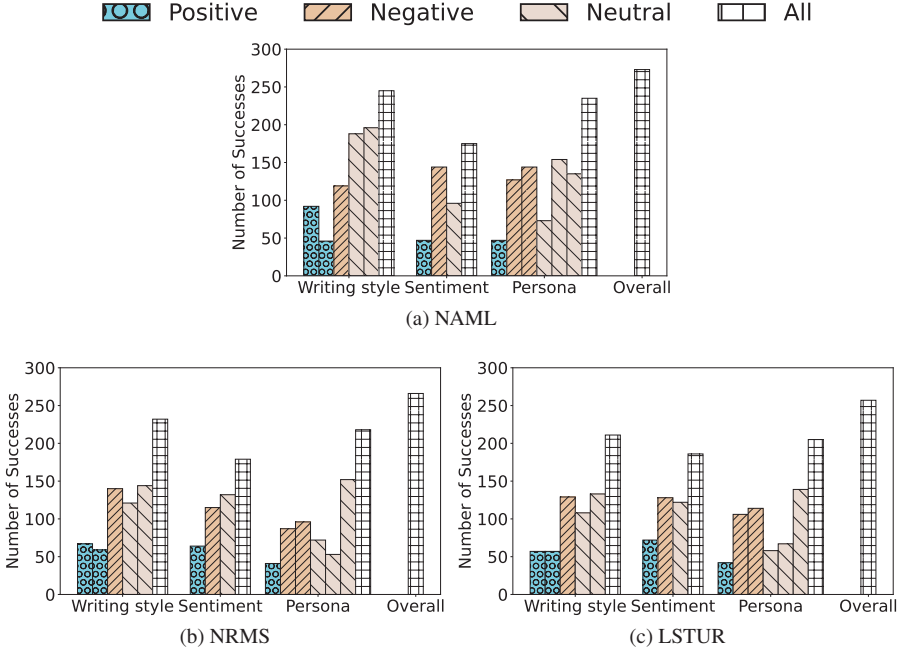 Positive Negative Neutral All
300
250
200
150
100
50
0
Number of Successes
Writing style Sentiment Persona Overall
(a) NAML
300
250
200
150
100
50
0
Number of Successes
Writing style Sentiment Persona Overall
(b) NRMS
300
250
200
150
100
50
0
Number of Successes
Writing style Sentiment Persona Overall
(c) LSTUR